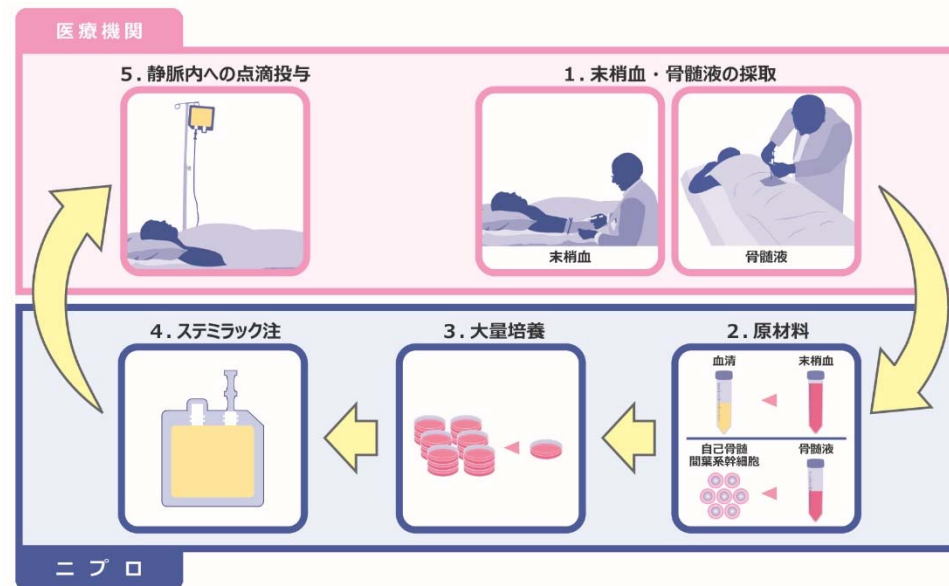 医療機関
5．静脈内への点滴投与
1．末梢血・骨髄液の採取
末梢血
骨髄液
4．ステミラック注
3．大量培養
2．原材料
血清
末梢血
自己骨髄
間葉系幹細胞
骨髄液
ニプロ